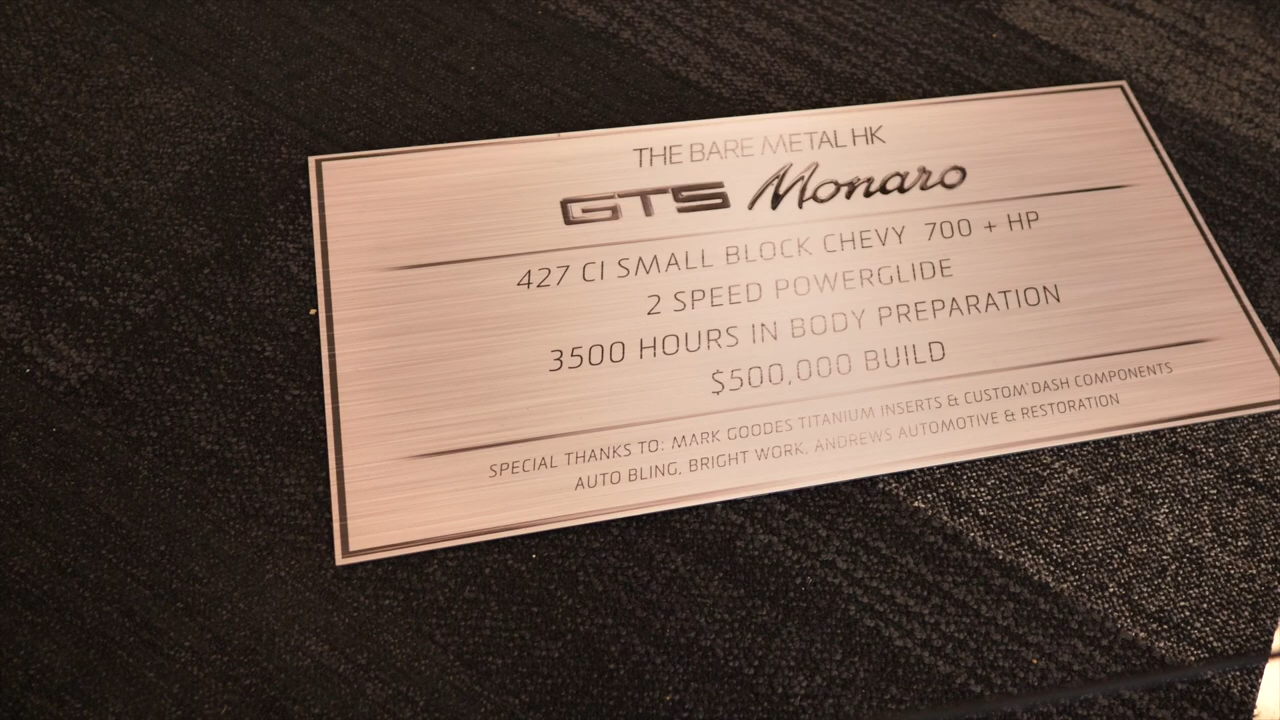 THE BARE METAL HK
GTS Monaro
427 CI SMALL BLOCK CHEVY 700 + HP
2 SPEED POWERGLIDE
3500 HOURS IN BODY PREPARATION
$500,000 BUILD
SPECIAL THANKS TO: MARK GOODES TITANIUM INSERTS & CUSTOM DASH COMPONENTS
AUTO BLING, BRIGHT WORK, ANDREWS AUTOMOTIVE & RESTORATION